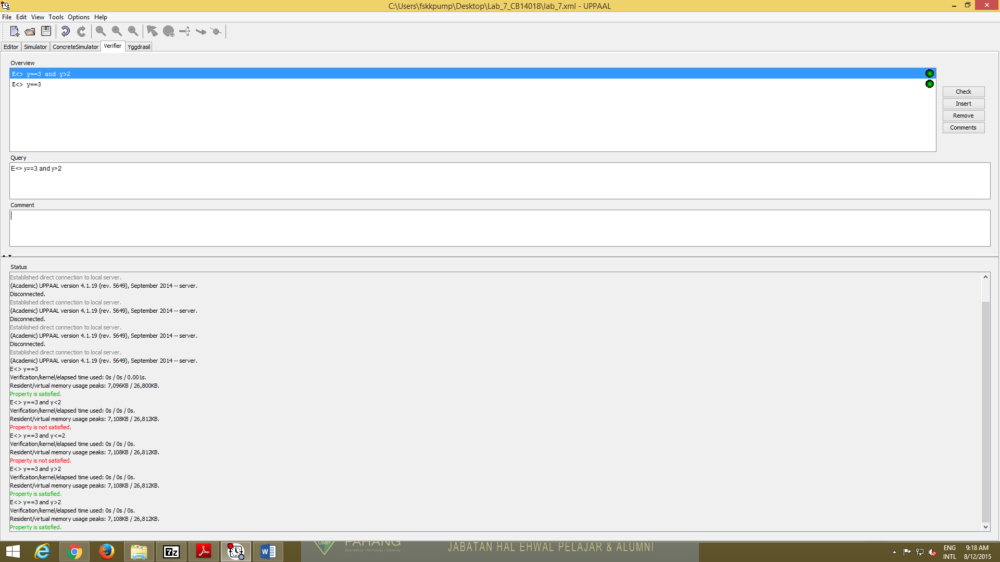 C:\Users\fskkpump\Desktop\Lab_7_CB14018\lab_7.xml - UPPAAL
File Edit View Tools Options Help
Editor Simulator ConcreteSimulator Verifier Yggdrasil
Overview
E<> y==3 and y>2
E<> y==3
Check
Insert
Remove
Comments
Query
E<> y==3 and y>2
Comment
Status
Established direct connection to local server.
(Academic) UPPAAL version 4.1.19 (rev. 5649), September 2014 -- server.
Disconnected.
Established direct connection to local server.
(Academic) UPPAAL version 4.1.19 (rev. 5649), September 2014 -- server.
Disconnected.
Established direct connection to local server.
(Academic) UPPAAL version 4.1.19 (rev. 5649), September 2014 -- server.
Disconnected.
Established direct connection to local server.
(Academic) UPPAAL version 4.1.19 (rev. 5649), September 2014 -- server.
E<> y==3
Verification/kernel/elapsed time used: 0s / 0s / 0.001s.
Resident/virtual memory usage peaks: 7,096KB / 26,800KB.
Property is satisfied.
E<> y==3 and y<2
Verification/kernel/elapsed time used: 0s / 0s / 0s.
Resident/virtual memory usage peaks: 7,108KB / 26,812KB.
Property is not satisfied.
E<> y==3 and y<=2
Verification/kernel/elapsed time used: 0s / 0s / 0s.
Resident/virtual memory usage peaks: 7,108KB / 26,812KB.
Property is not satisfied.
E<> y==3 and y>2
Verification/kernel/elapsed time used: 0s / 0s / 0s.
Resident/virtual memory usage peaks: 7,108KB / 26,812KB.
Property is satisfied.
E<> y==3 and y>2
Verification/kernel/elapsed time used: 0s / 0s / 0s.
Resident/virtual memory usage peaks: 7,108KB / 26,812KB.
Property is satisfied.
7z
UMP
PAHANG
Engineering • Technology • Creativity
JABATAN HAL EHWAL PELAJAR & ALUMNI
ENG
INTL
9:18 AM
8/12/2015